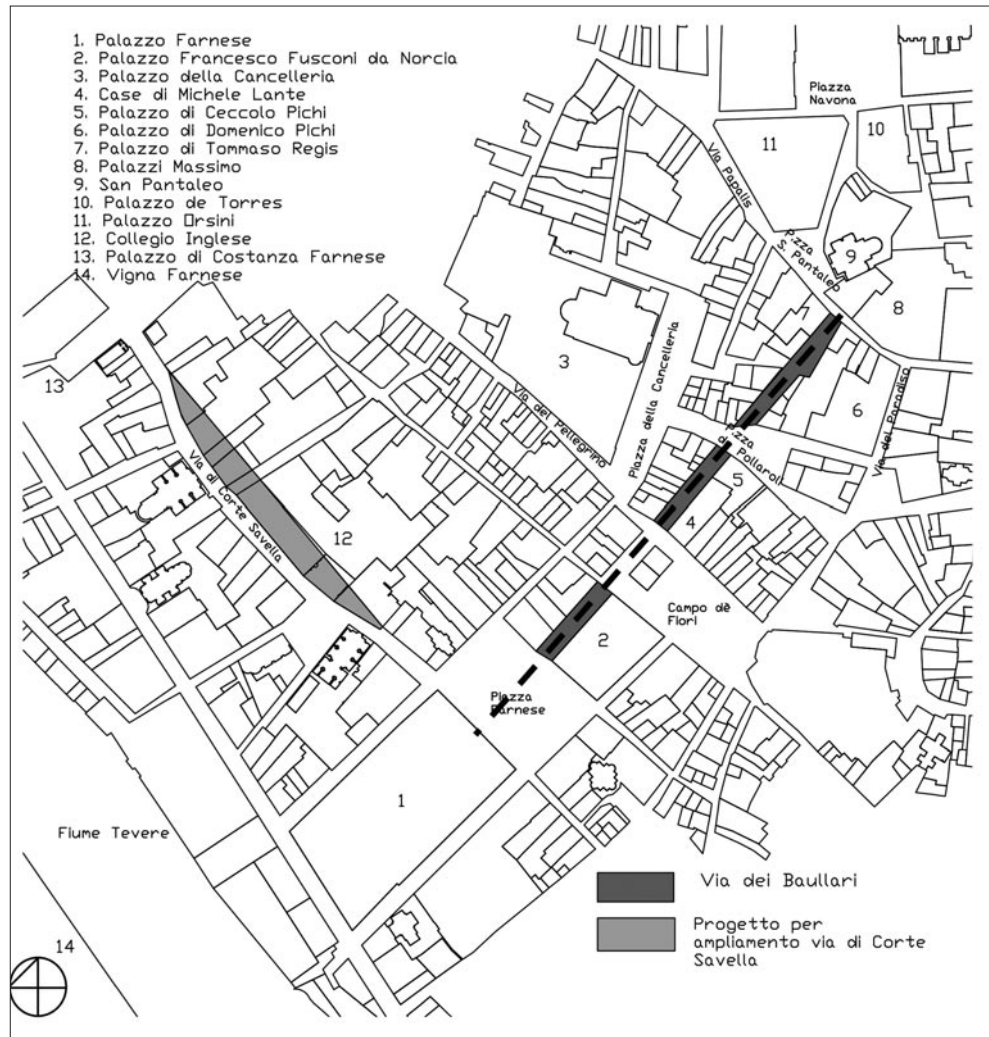 1. Palazzo Farnese
2. Palazzo Francesco Fusconi da Norcia
3. Palazzo della Cancelleria
4. Case di Michele Lante
5. Palazzo di Ceccolo Pichi
6. Palazzo di Domenico Pichi
7. Palazzo di Tommaso Regis
8. Palazzi Massimo
9. San Pantaleo
10. Palazzo de Torres
11. Palazzo Orsini
12. Collegio Inglese
13. Palazzo di Costanza Farnese
14. Vigna Farnese
Piazza
Navona
10
11
Via Papalis
P.zza
S. Pantaleo
9
8
7
6
3
13
Via del Pellegrino
Piazza della Cancelleria
Via del Paradiso
P.zza
dei Pollaroli
5
4
Via di Corte Savella
12
Campo dè
Fiori
2
Piazza
Farnese
1
Fiume Tevere
14
Via dei Baullari
Progetto per
ampliamento via di Corte
Savella